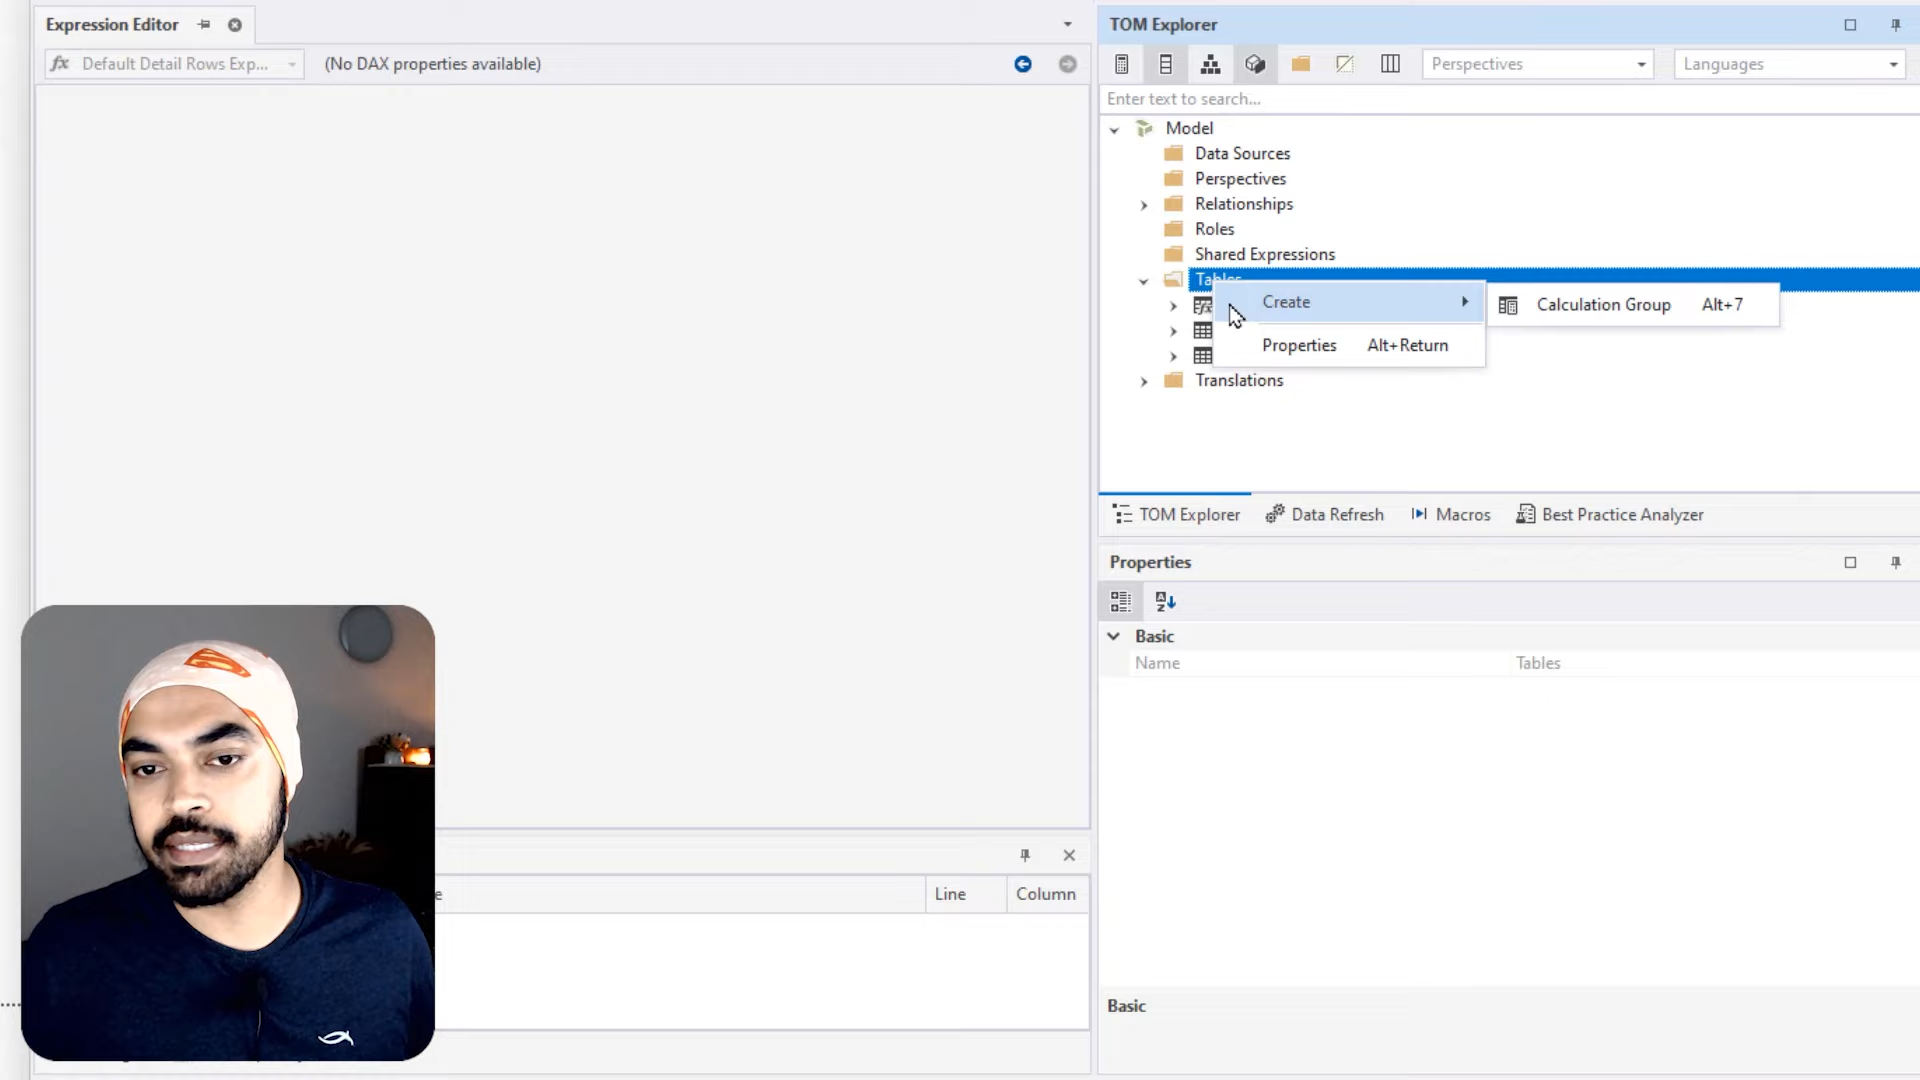 Expression Editor
Default Detail Rows Exp...
(No DAX properties available)
TOM Explorer
Perspectives
Languages
Enter text to search...
Model
Data Sources
Perspectives
Relationships
Roles
Shared Expressions
Tables
Create
Calculation Group Alt+7
Properties Alt+Return
Translations
TOM Explorer
Data Refresh
Macros
Best Practice Analyzer
Properties
Basic
Name Tables
Line
Column
Basic